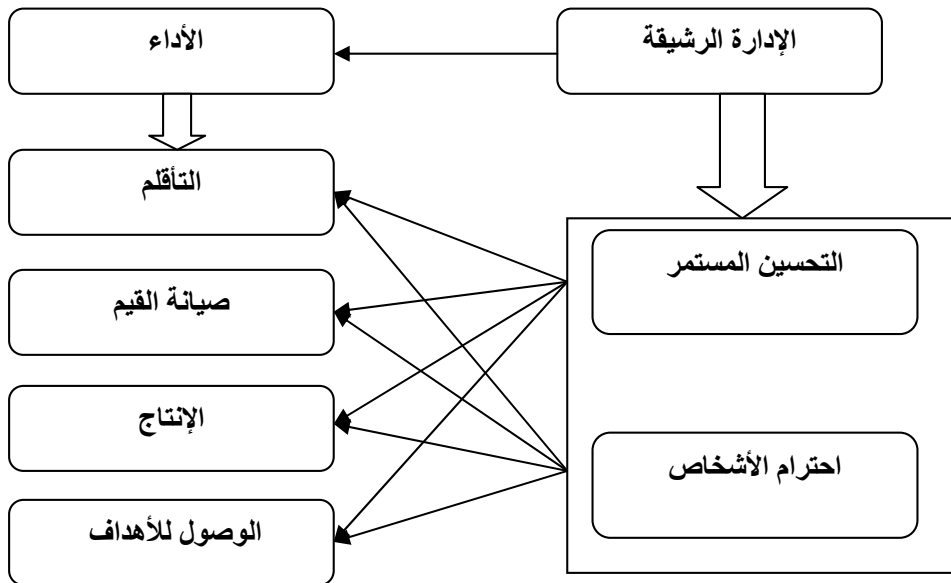 الإدارة الرشيقة
الأداء
التأقلم
التحسين المستمر
صيانة القيم
الإنتاج
احترام الأشخاص
الوصول للأهداف